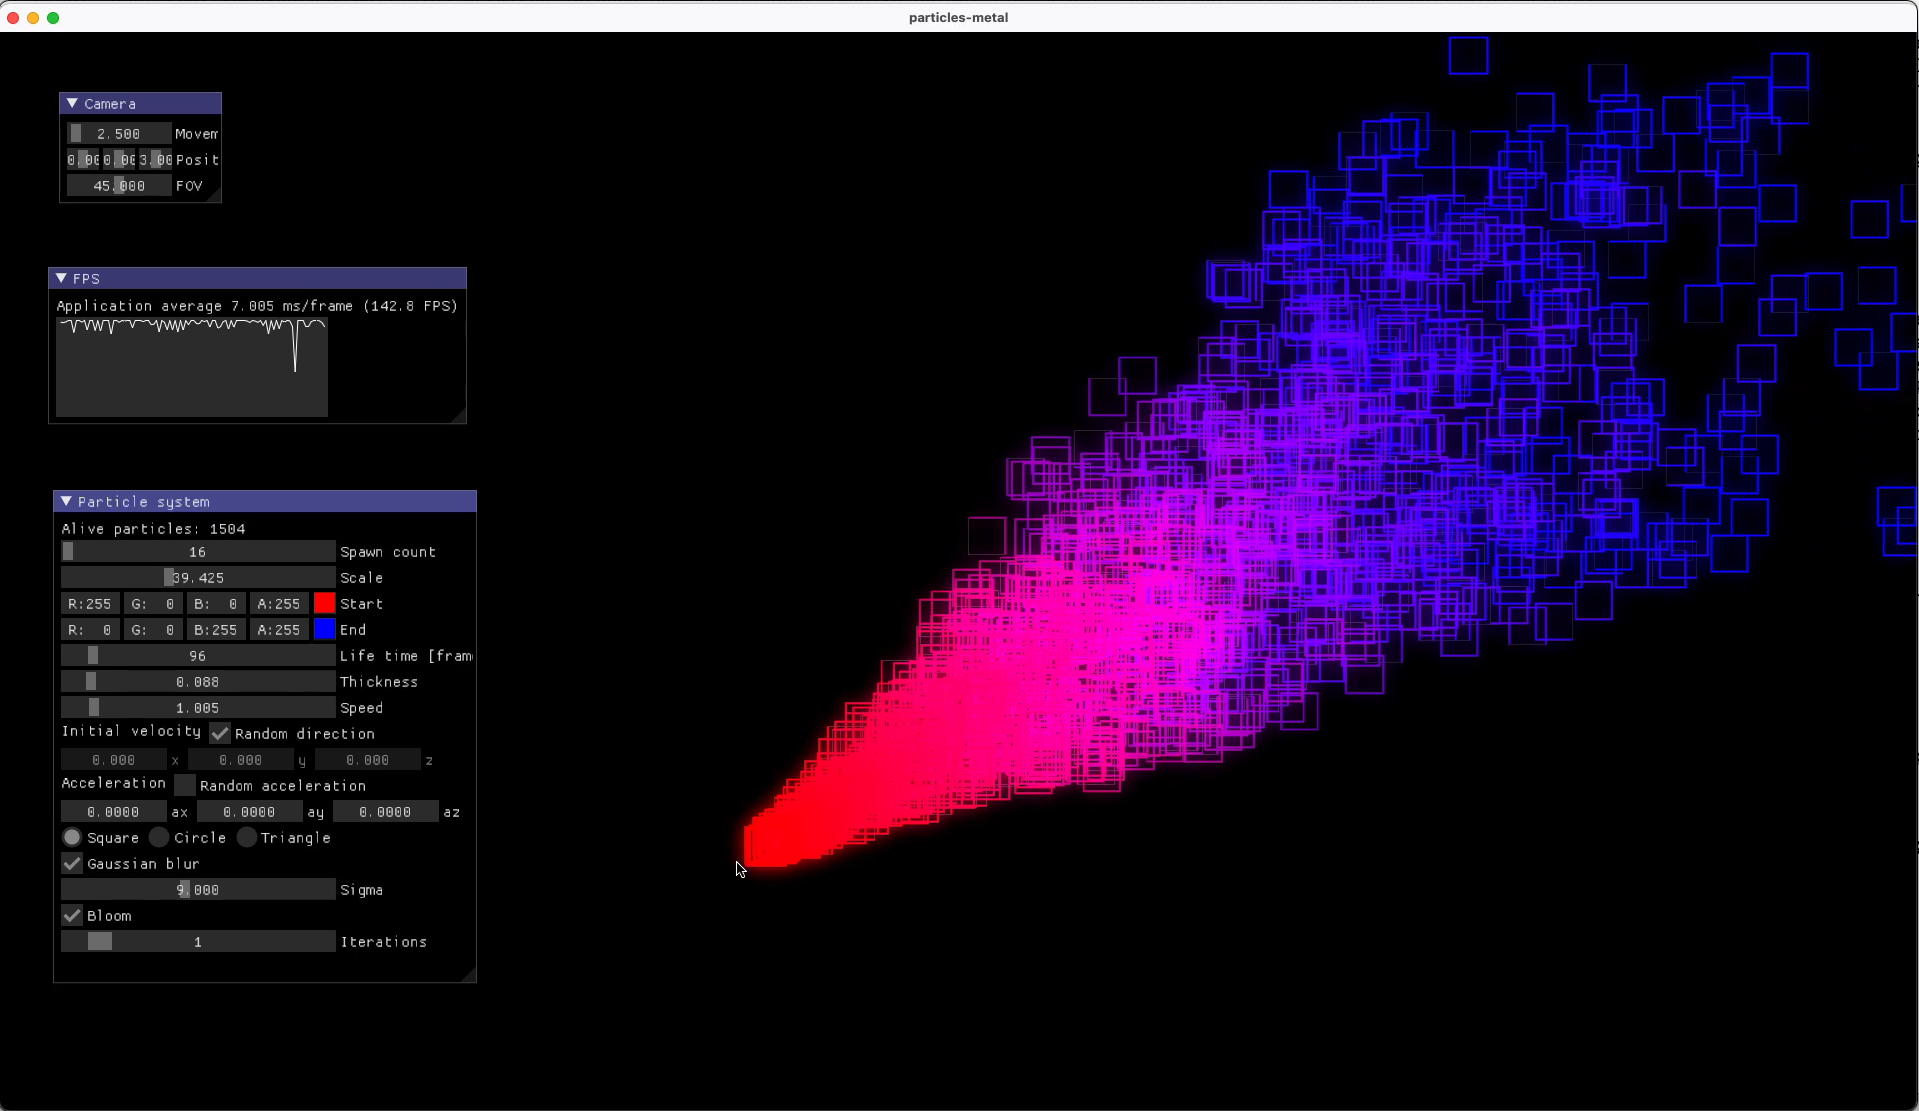 particles-metal
Camera
2.500 Movem
0.00 0.00 3.00 Posit
45.000 FOV
FPS
Application average 7.005 ms/frame (142.8 FPS)
Particle system
Alive particles: 1504
16 Spawn count
39.425 Scale
R:255 G: 0 B: 0 A:255 Start
R: 0 G: 0 B:255 A:255 End
96 Life time [fram
0.088 Thickness
1.005 Speed
Initial velocity Random direction
0.000 x 0.000 y 0.000 z
Acceleration Random acceleration
0.0000 ax 0.0000 ay 0.0000 az
Square Circle Triangle
Gaussian blur
9.000 Sigma
Bloom
1 Iterations